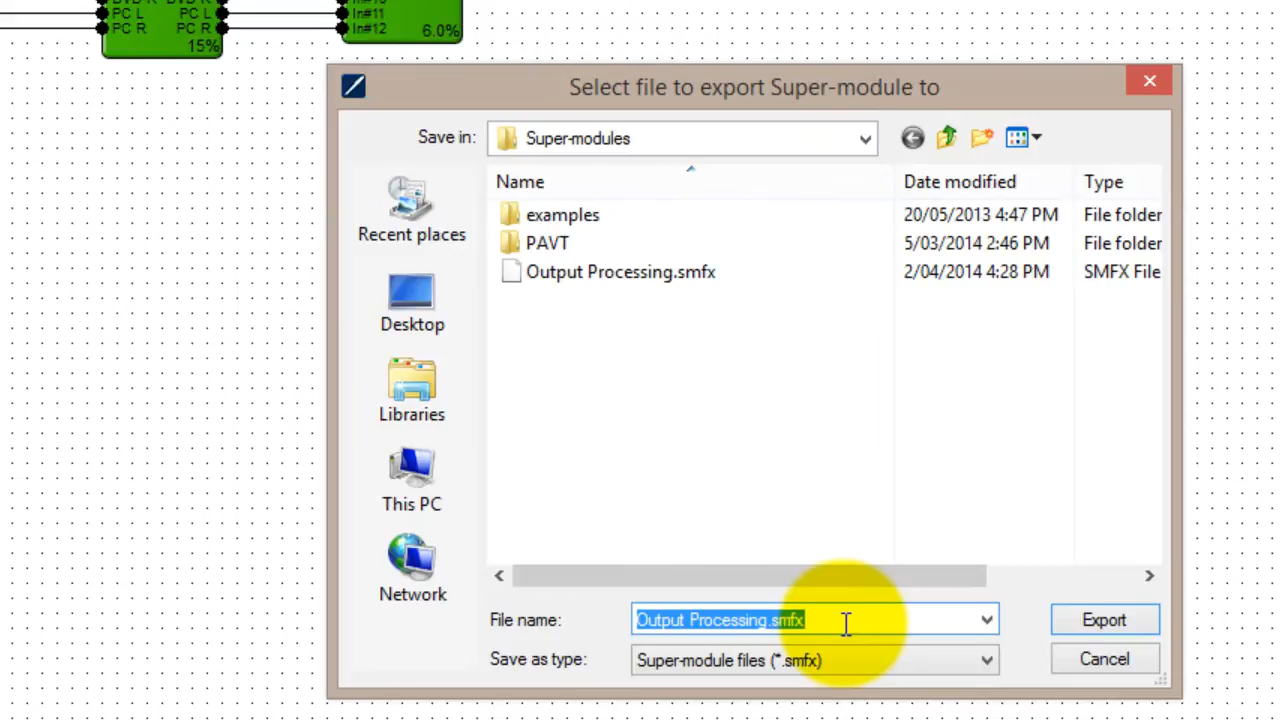 PC L PC L
PC R PC R
15%
In#11
In#12
6.0%
Select file to export Super-module to
Save in:
Super-modules
Name Date modified Type
examples 20/05/2013 4:47 PM File folder
PAVT 5/03/2014 2:46 PM File folder
Output Processing.smfx 2/04/2014 4:28 PM SMFX File
Recent places
Desktop
Libraries
This PC
Network
File name: Output Processing.smfx Export
Save as type: Super-module files (*.smfx) Cancel